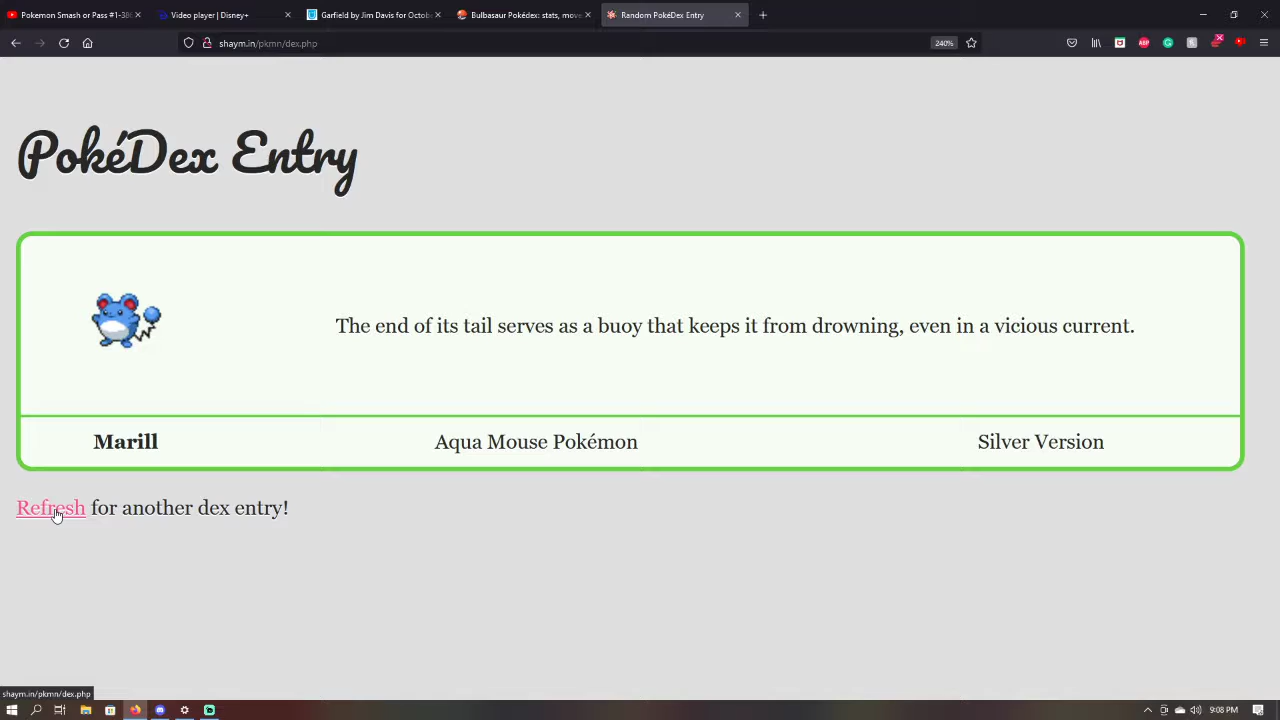 Pokemon Smash or Pass #1-38
Video player | Disney+
Garfield by Jim Davis for Octob
Bulbasaur Pokédex: stats, move
Random PokéDex Entry
shaym.in/pkmn/dex.php
240%
PokéDex Entry
The end of its tail serves as a buoy that keeps it from drowning, even in a vicious current.
Marill
Aqua Mouse Pokémon
Silver Version
Refresh for another dex entry!
shaym.in/pkmn/dex.php
9:08 PM